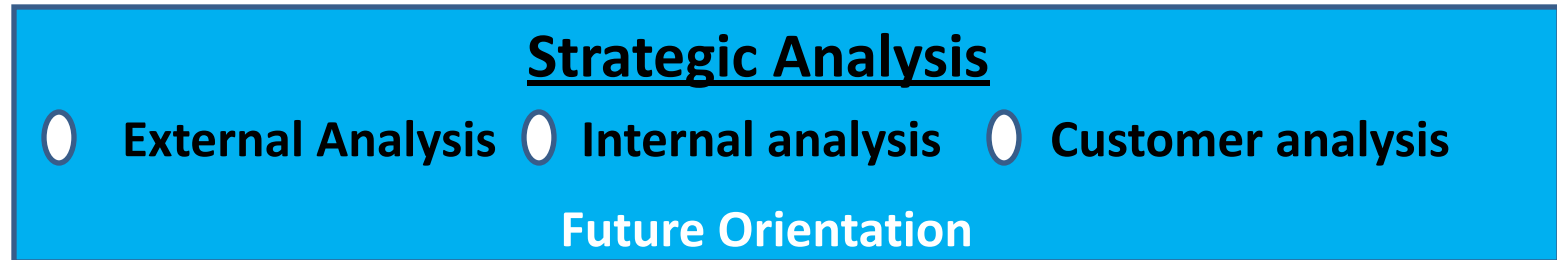 Strategic Analysis
External Analysis Internal analysis Customer analysis
Future Orientation